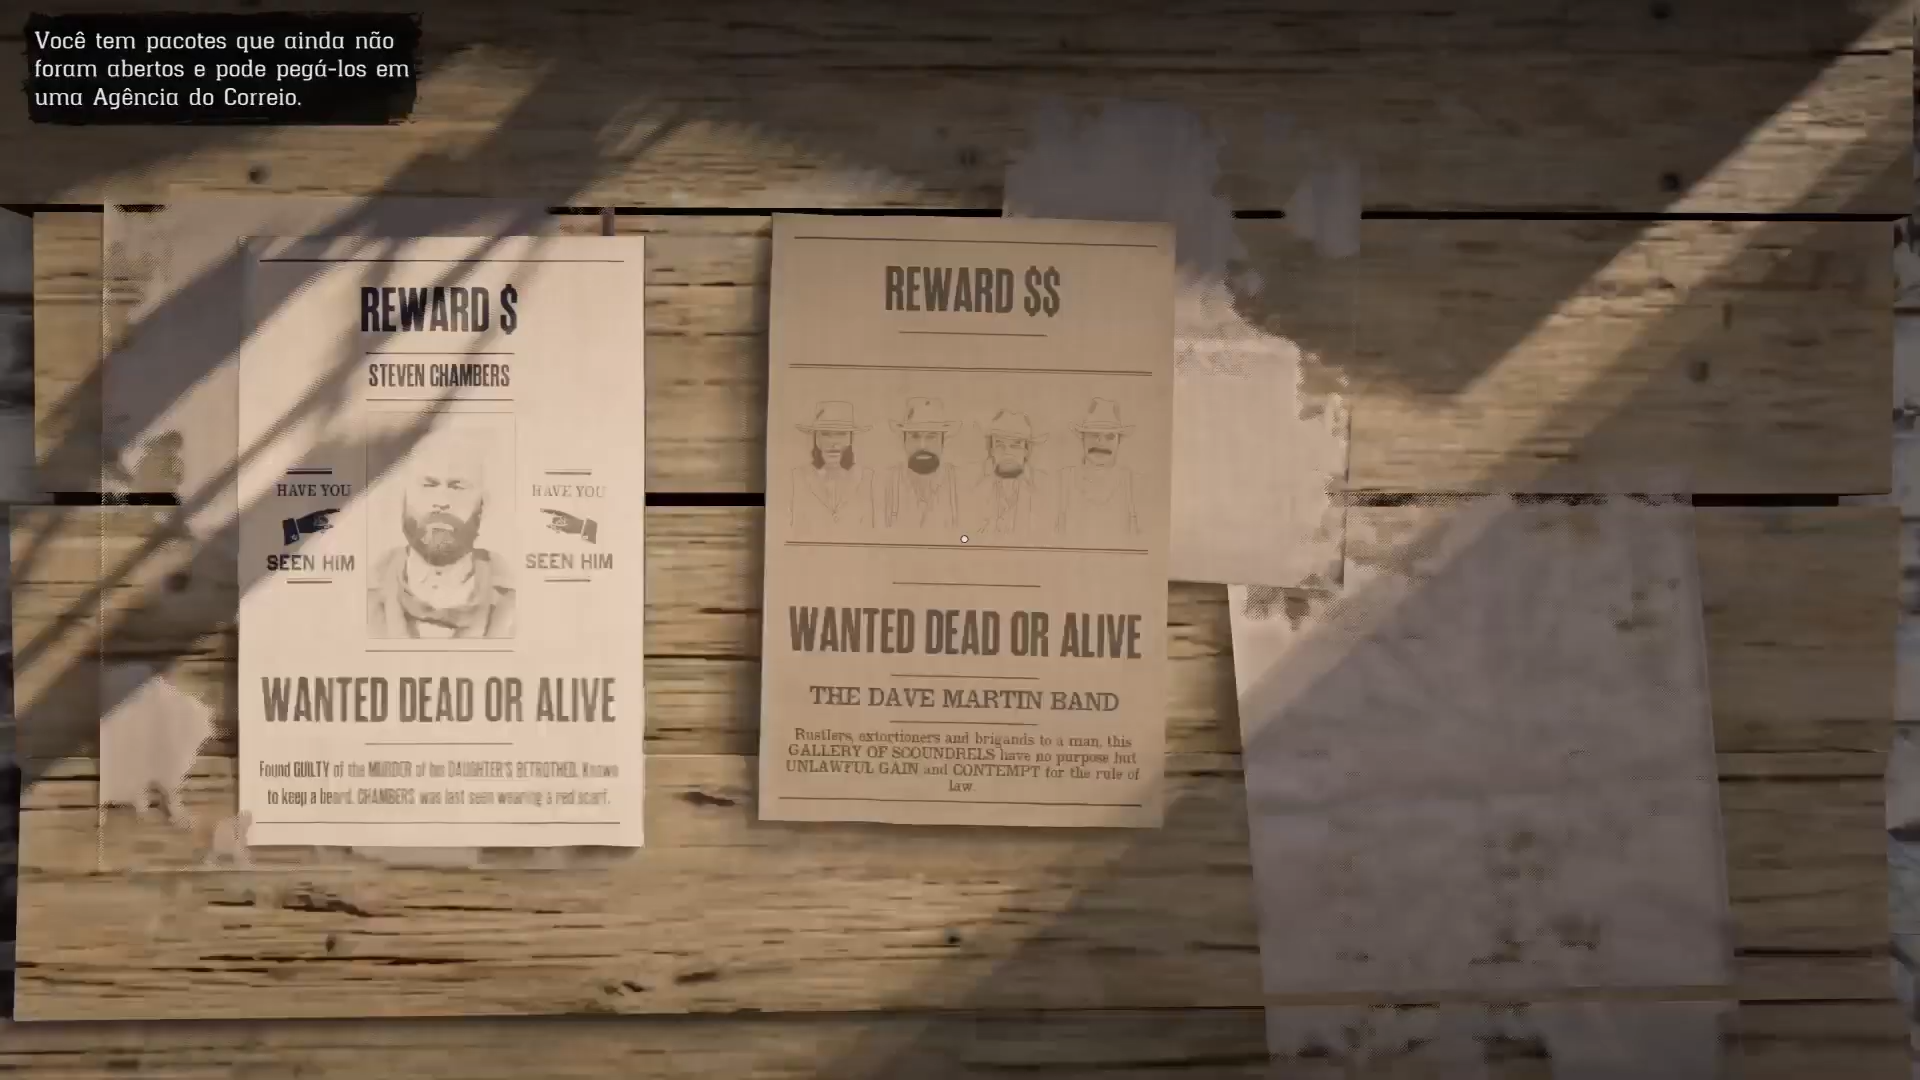 Você tem pacotes que ainda não
foram abertos e pode pegá-los em
uma Agência do Correio.
REWARD $
STEVEN CHAMBERS
HAVE YOU
SEEN HIM
HAVE YOU
SEEN HIM
WANTED DEAD OR ALIVE
Found GUILTY of the MURDER of his DAUGHTER'S BETROTHED. Known
to keep a beard. CHAMBERS was last seen wearing a red scarf.
REWARD $$
WANTED DEAD OR ALIVE
THE DAVE MARTIN BAND
Rustlers, extortioners and brigands to a man, this
GALLERY OF SCOUNDRELS have no purpose but
UNLAWFUL GAIN and CONTEMPT for the rule of
law.